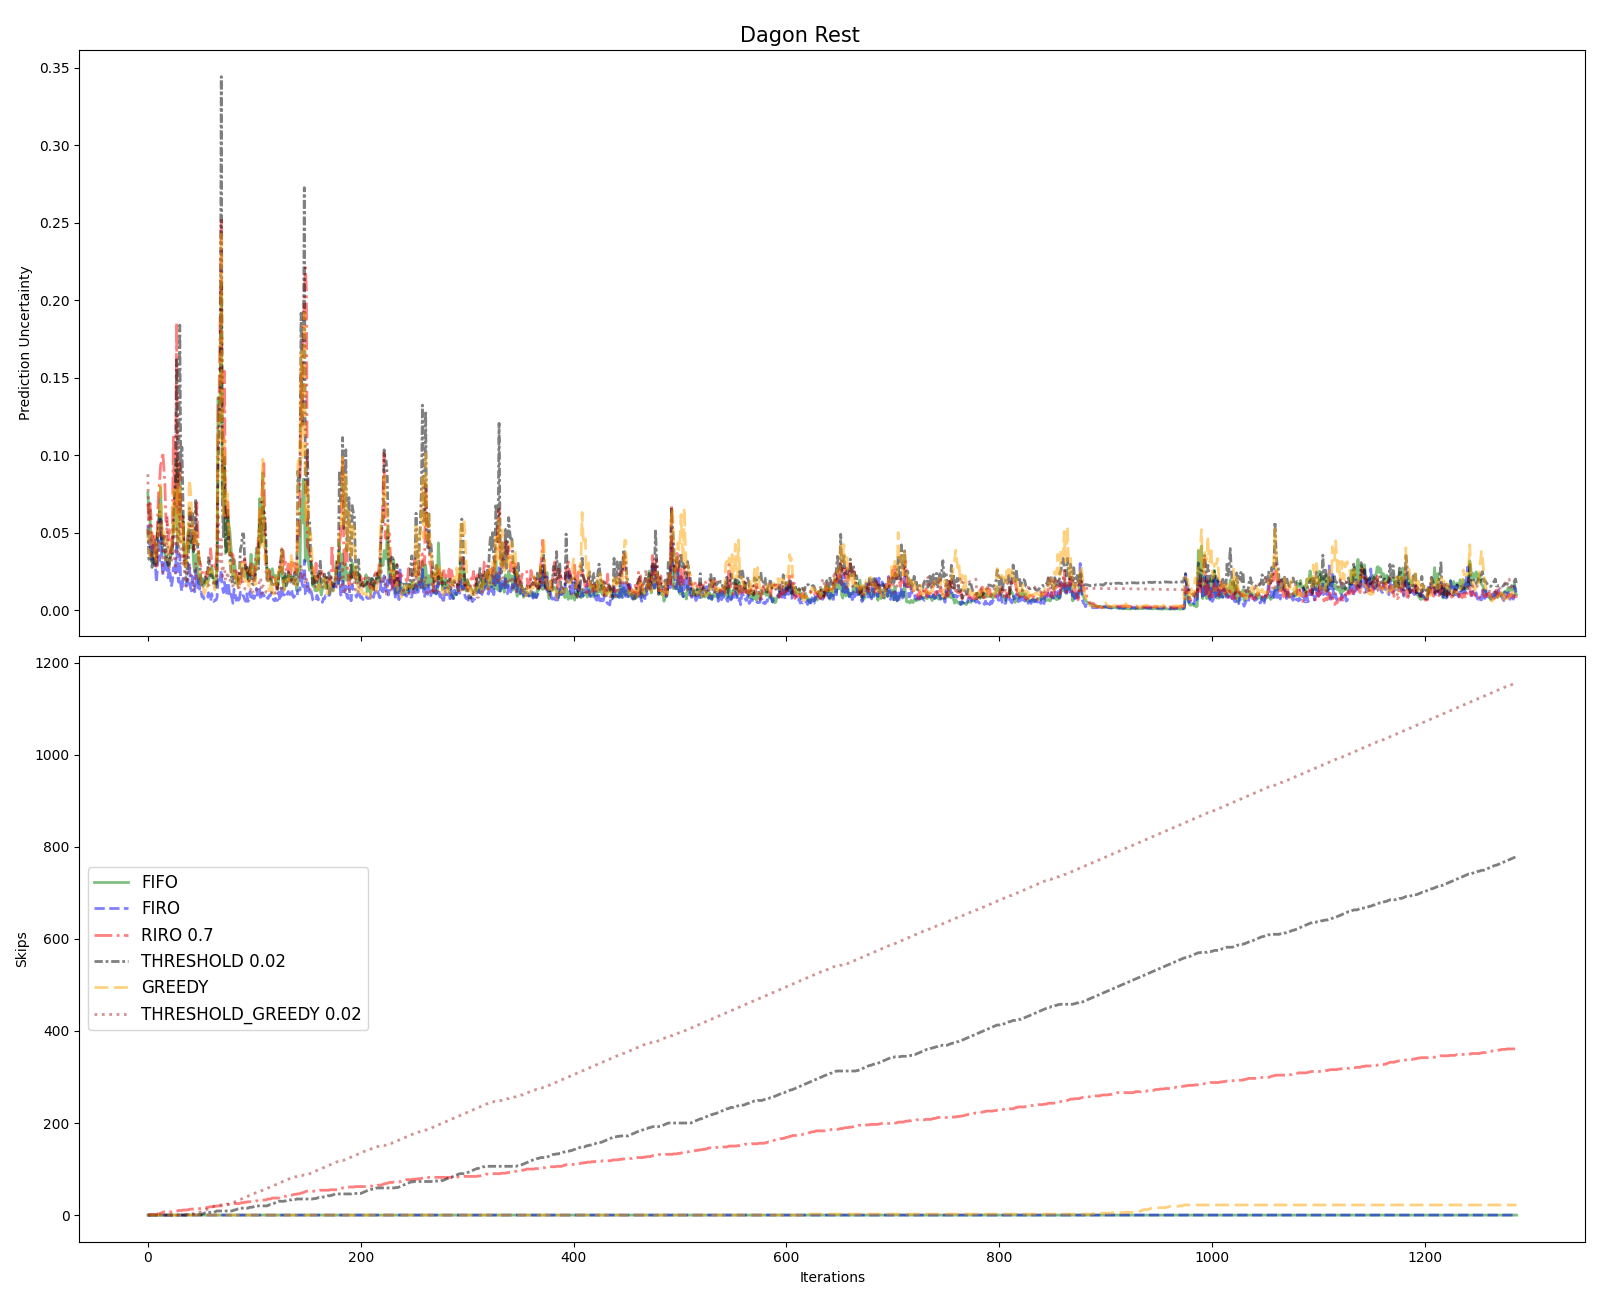 Dagon Rest
0.35
0.30
0.25
0.20
0.15
0.10
0.05
0.00
Prediction Uncertainty
1200
1000
800
600
400
200
0
Skips
FIFO
FIRO
RIRO 0.7
THRESHOLD 0.02
GREEDY
THRESHOLD_GREEDY 0.02
0 200 400 600 800 1000 1200
Iterations